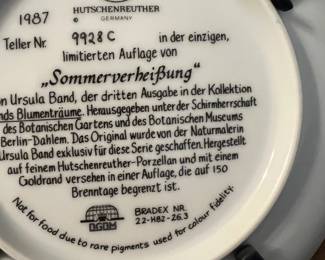 1987
HUTSCHENREUTHER
GERMANY
Teller Nr. 9928 C in der einzigen,
limitierten Auflage von
„Sommerverheißung"
on Ursula Band, der dritten Ausgabe in der Kollektion
nds Blumenträume. Herausgegeben unter der Schirmherrschaft
des Botanischen Gartens und des Botanischen Museums
Berlin-Dahlem. Das Original wurde von der Naturmalerin
Ursula Band exklusiv für diese Serie geschaffen. Hergestellt
auf feinem Hutschenreuther-Porzellan und mit einem
Goldrand versehen in einer Auflage, die auf 150
Brenntage begrenzt ist.
BRADEX NR.
22-H82-26.3
Not for food due to rare pigments used for colour fidelity.